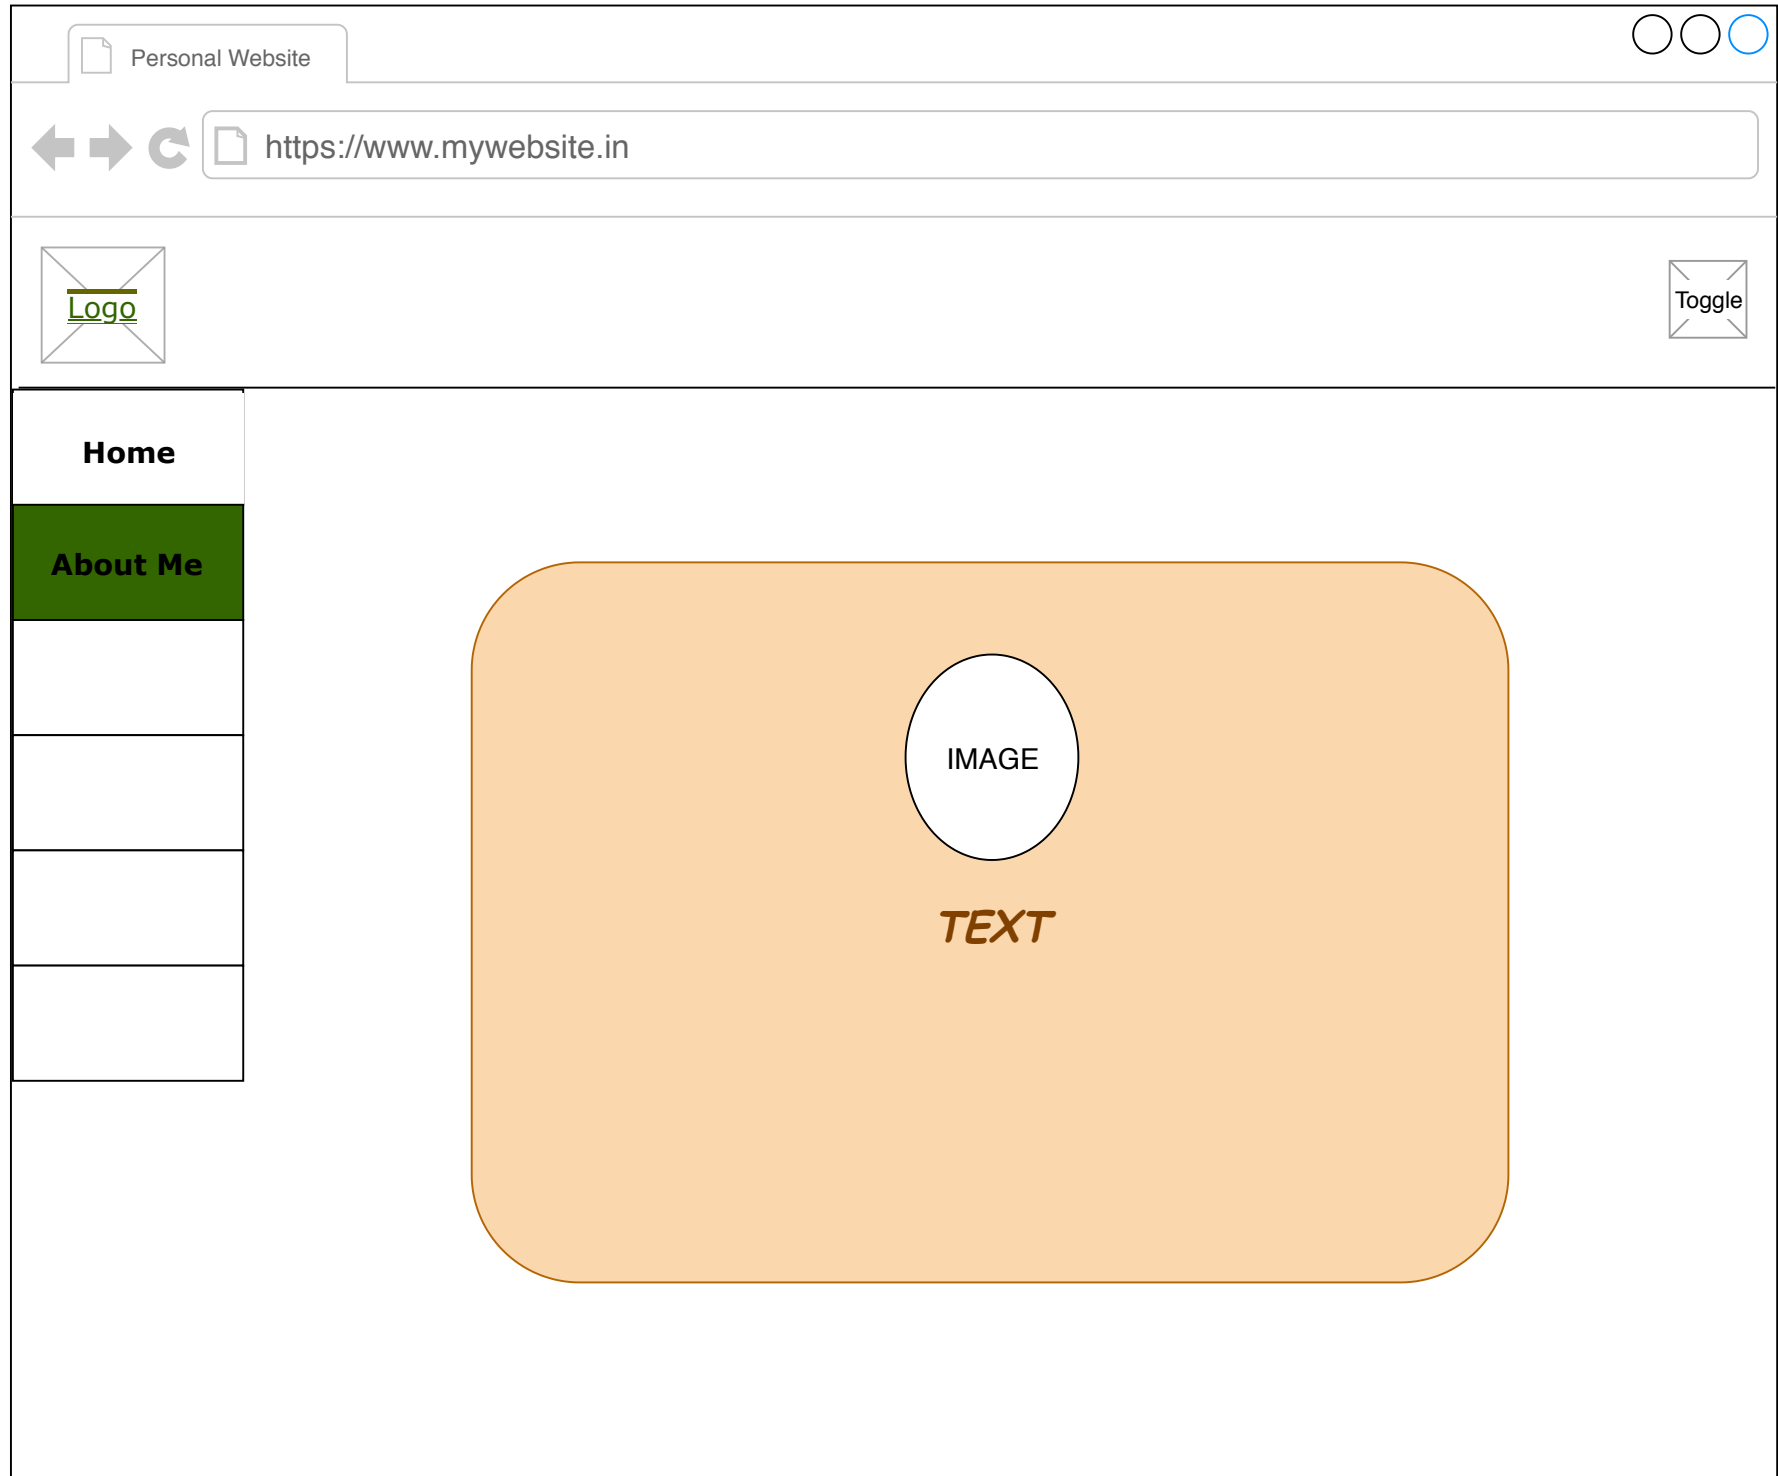 Personal Website
https://www.mywebsite.in
Logo
Toggle
Home
About Me
IMAGE
TEXT